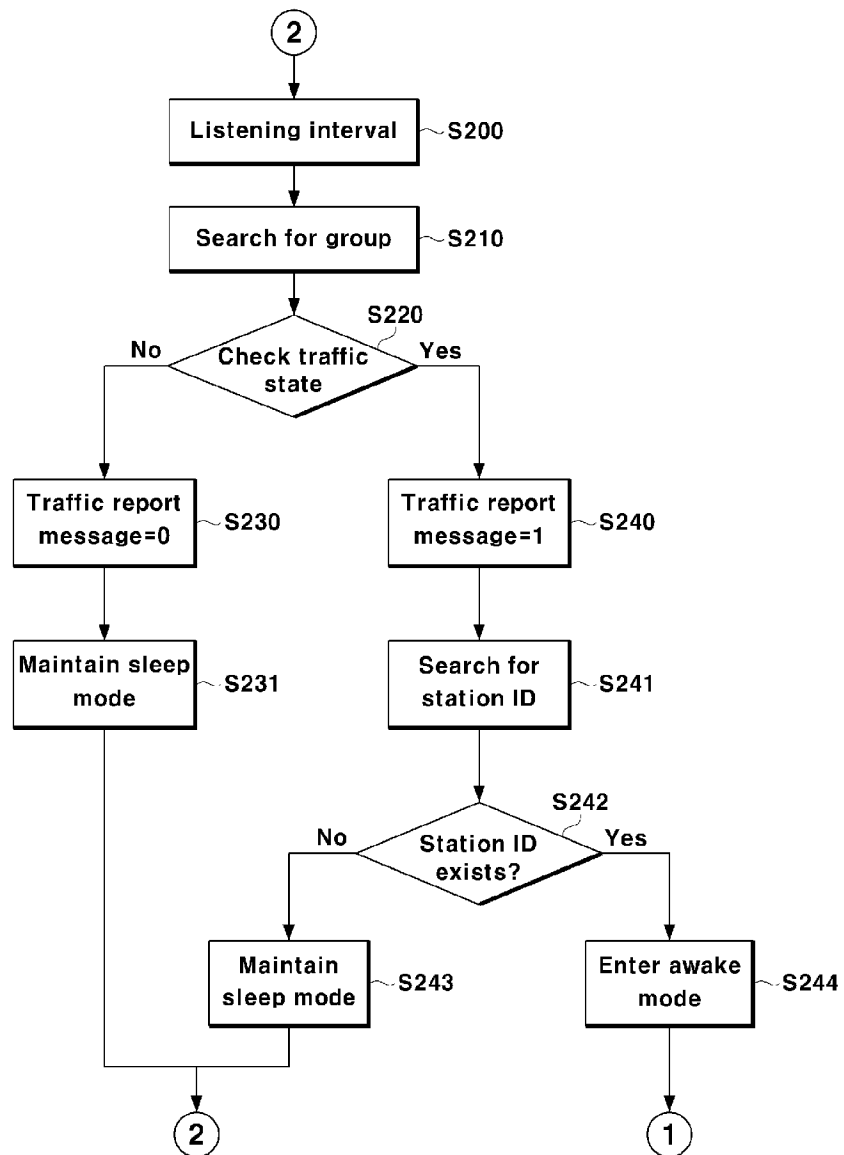 2
Listening interval
S200
Search for group
S210
S220
No
Check traffic
state
Yes
Traffic report
message=0
S230
Traffic report
message=1
S240
Maintain sleep
mode
S231
Search for
station ID
S241
S242
No
Station ID
exists?
Yes
Maintain
sleep mode
S243
Enter awake
mode
S244
2
1